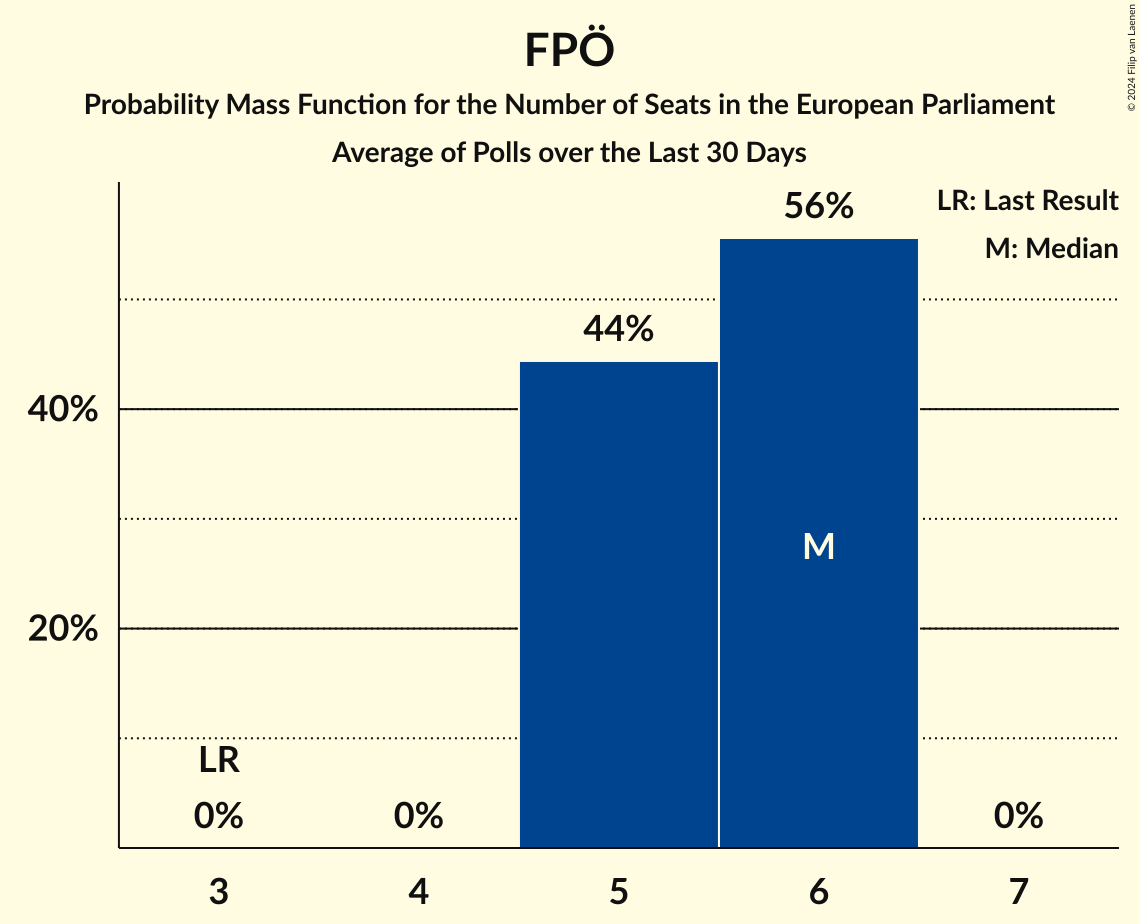 FPÖ
Probability Mass Function for the Number of Seats in the European Parliament
Average of Polls over the Last 30 Days
© 2024 Filip van Laenen
LR: Last Result
M: Median
56%
44%
40%
M
20%
LR
0%
0%
0%
3
4
5
6
7